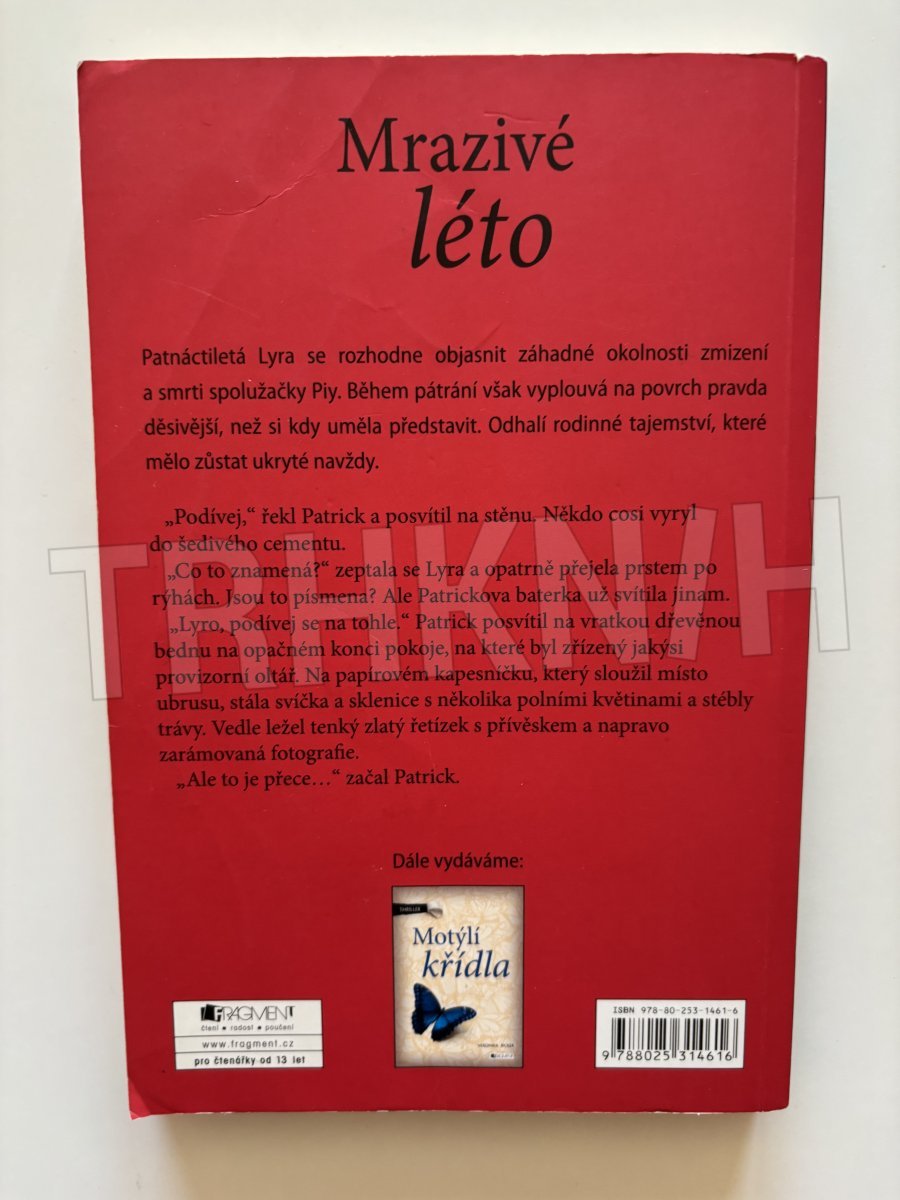 Mrazivé
léto
Patnáctiletá Lyra se rozhodne objasnit záhadné okolnosti zmizení
a smrti spolužačky Piy. Během pátrání však vyplouvá na povrch pravda
děsivější, než si kdy uměla představit. Odhalí rodinné tajemství, které
mělo zůstat ukryté navždy.
„Podívej,“ řekl Patrick a posvítil na stěnu. Někdo cosi vyryl
do šedivého cementu.
„Co to znamená?“ zeptala se Lyra a opatrně přejela prstem po
rýhách. Jsou to písmena? Ale Patrickova baterka už svítila jinam.
„Lyro, podívej se na tohle.“ Patrick posvítil na vratkou dřevěnou
bednu na opačném konci pokoje, na které byl zřízený jakýsi
provizorní oltář. Na papírovém kapesníčku, který sloužil místo
ubrusu, stála svíčka a sklenice s několika polními květinami a stébly
trávy. Vedle ležel tenký zlatý řetízek s přívěskem a napravo
zarámovaná fotografie.
„Ale to je přece…“ začal Patrick.
TRHKNIH
Dále vydáváme:
THRILLER
Motýlí
křídla
FRAGMENT
čtení ★ radost ★ poučení
www.fragment.cz
pro čtenářky od 13 let
ISBN 978-80-253-1461-6
9 788025 314616